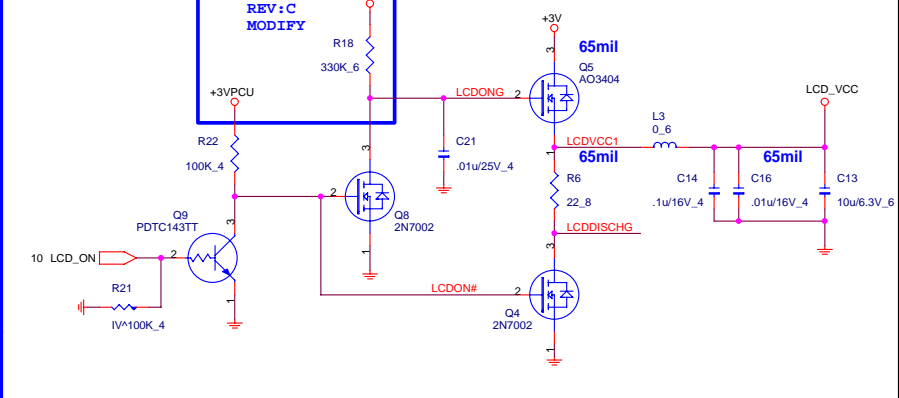 REV:C
MODIFY
R18
330K_6
+3VPCU
R22
100K_4
3
2
1
Q8
2N7002
Q9
PDTC143TT
3
2
1
10 LCD_ON
R21
IV^100K_4
LCDONG
C21
.01u/25V_4
+3V
65mil
3
2
1
Q5
AO3404
LCDVCC1
65mil
L3
0_6
R6
22_8
LCDDISCHG
LCDON#
3
2
1
Q4
2N7002
C14
.1u/16V_4
65mil
C16
.01u/16V_4
LCD_VCC
C13
10u/6.3V_6